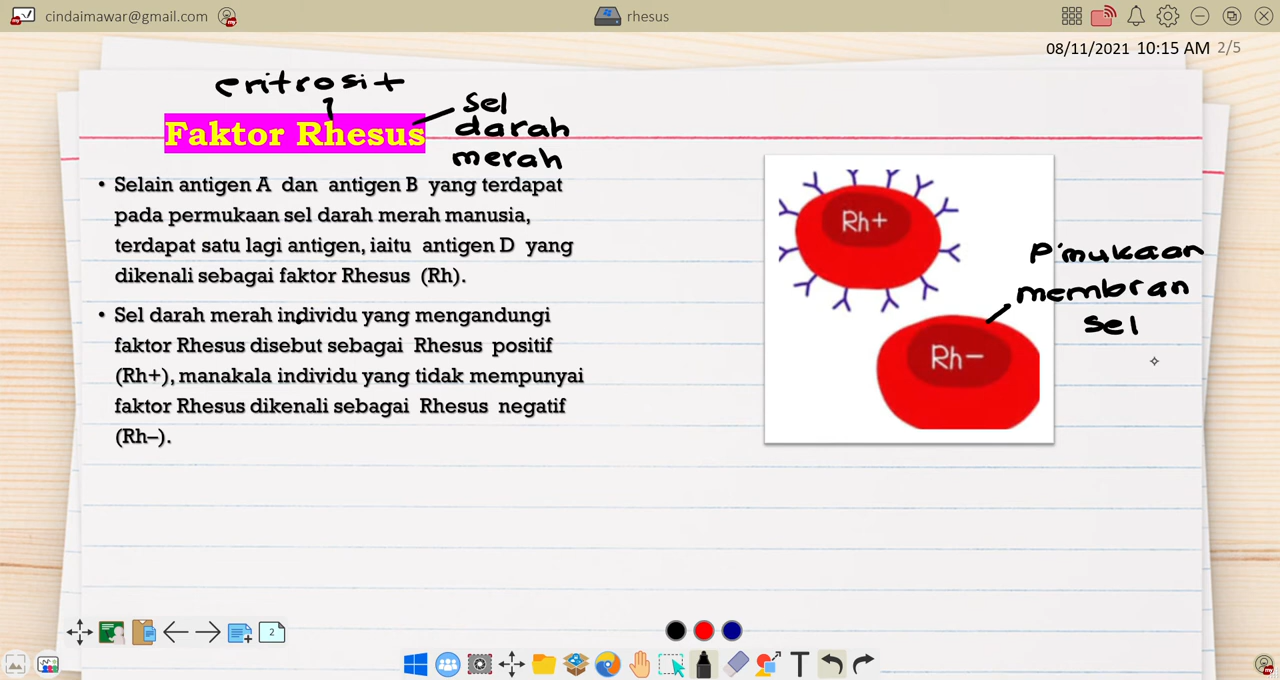 cindaimawar@gmail.com
rhesus
08/11/2021 10:15 AM 2/5
eritrosit
Faktor Rhesus
sel
darah
merah
• Selain antigen A dan antigen B yang terdapat
pada permukaan sel darah merah manusia,
terdapat satu lagi antigen, iaitu antigen D yang
dikenali sebagai faktor Rhesus (Rh).
• Sel darah merah individu yang mengandungi
faktor Rhesus disebut sebagai Rhesus positif
(Rh+), manakala individu yang tidak mempunyai
faktor Rhesus dikenali sebagai Rhesus negatif
(Rh–).
Rh+
Rh–
P'mukaan
membran
sel
2
T